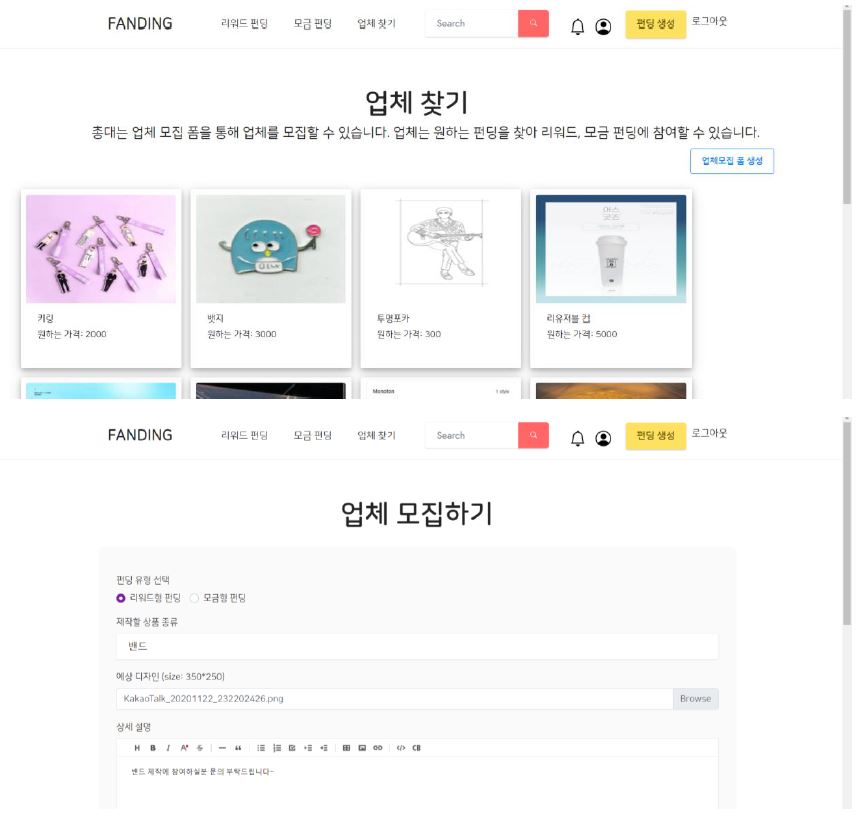 FANDING 리워드 펀딩 모금 펀딩 업체 찾기 Search 펀딩 생성 로그아웃
업체 찾기
총대는 업체 모집 폼을 통해 업체를 모집할 수 있습니다. 업체는 원하는 펀딩을 찾아 리워드, 모금 펀딩에 참여할 수 있습니다.
업체모집 폼 생성
키링
원하는 가격: 2000
뱃지
원하는 가격: 3000
투명포카
원하는 가격: 300
리유저블 컵
원하는 가격: 5000
Monoton 1 style
FANDING 리워드 펀딩 모금 펀딩 업체 찾기 Search 펀딩 생성 로그아웃
업체 모집하기
펀딩 유형 선택
리워드형 펀딩 모금형 펀딩
제작할 상품 종류
밴드
예상 디자인 (size: 350*250)
KakaoTalk_20201122_232202426.png Browse
상세 설명
H B I A S </> CB
밴드 제작에 참여하실분 문의 부탁드립니다~